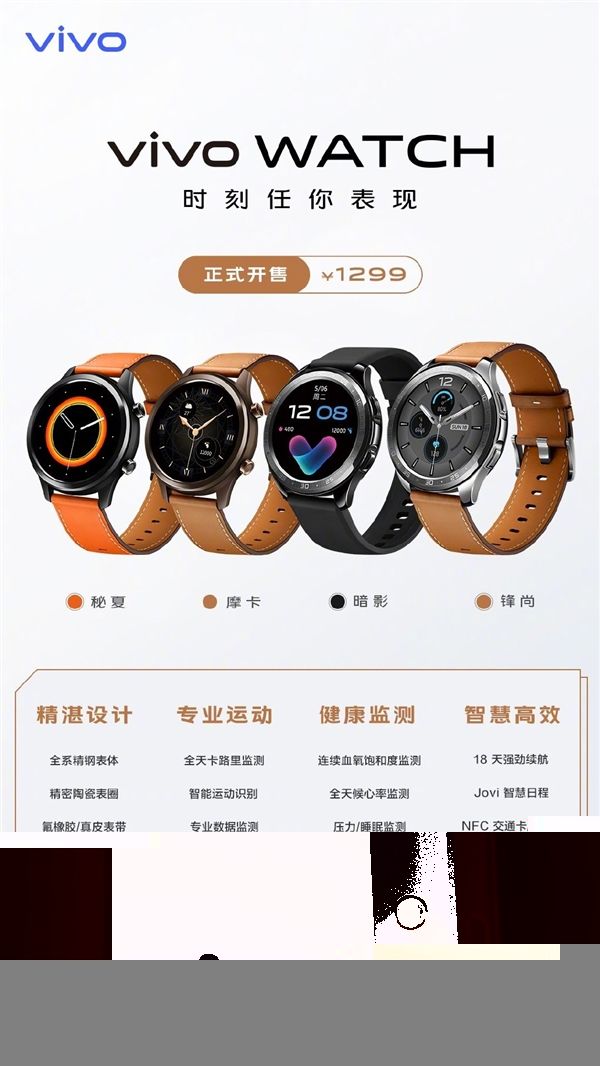 vivo
vivo WATCH
时刻任你表现
正式开售 ¥1299
5/06
周二
12 08
460 12000
12
80%
128
12000
秘夏 摩卡 暗影 锋尚
精湛设计 专业运动 健康监测 智慧高效
全系精钢表体 全天卡路里监测 连续血氧饱和度监测 18 天强劲续航
精密陶瓷表圈 智能运动识别 全天候心率监测 Jovi 智慧日程
氟橡胶/真皮表带 专业数据监测 压力/睡眠监测 NFC 交通卡